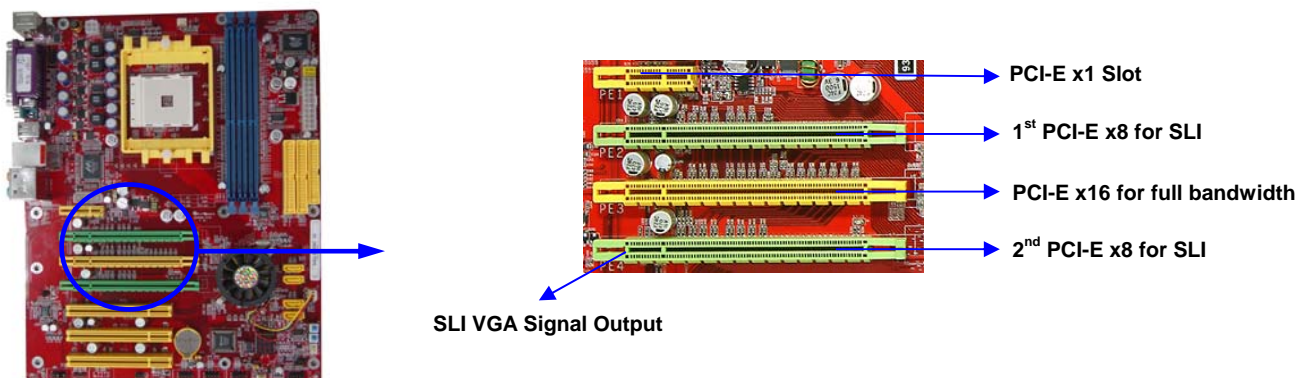 PCI-E x1 Slot
PE1
1st PCI-E x8 for SLI
PE2
PCI-E x16 for full bandwidth
PE3
2nd PCI-E x8 for SLI
PE4
SLI VGA Signal Output